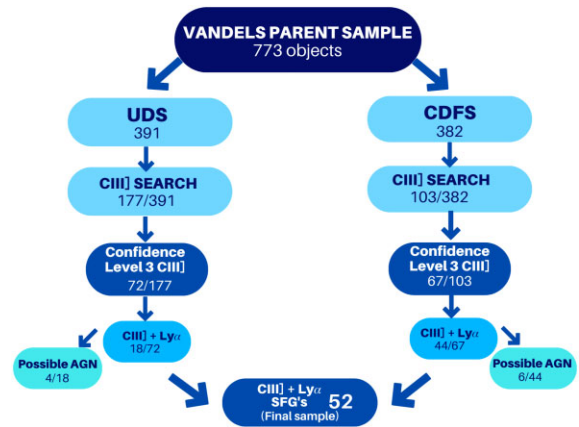 VANDELS PARENT SAMPLE
773 objects
UDS
391
CDFS
382
CIII] SEARCH
177/391
CIII] SEARCH
103/382
Confidence
Level 3 CIII]
72/177
Confidence
Level 3 CIII]
67/103
CIII] + Lyα
18/72
CIII] + Lyα
44/67
Possible AGN
4/18
Possible AGN
6/44
CIII] + Lyα
SFG's 52
(Final sample)